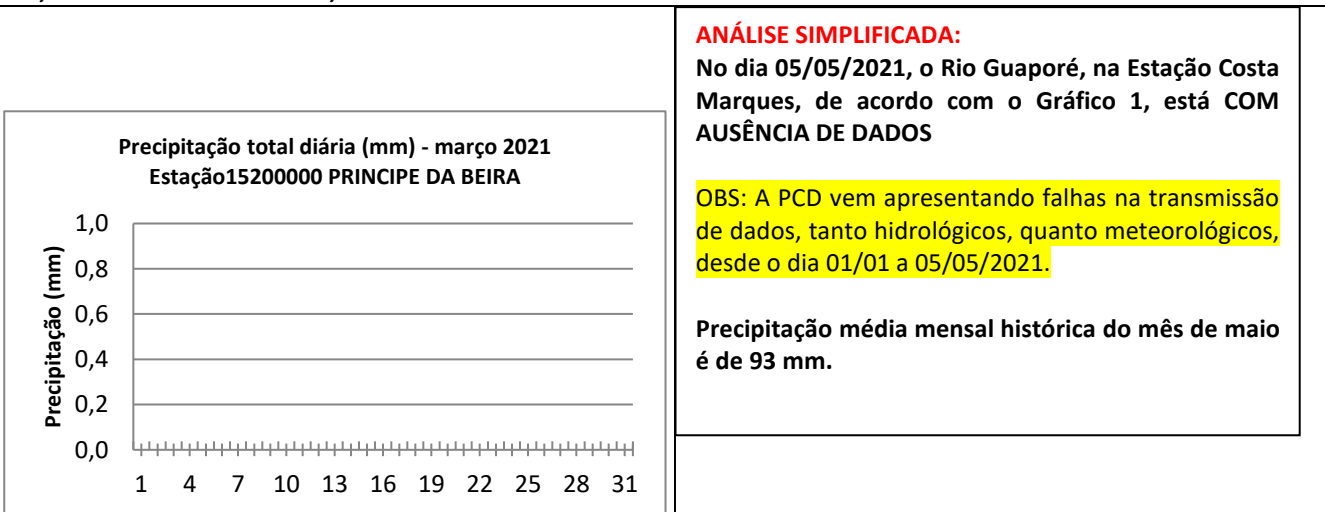 Precipitação total diária (mm) - março 2021
Estação15200000 PRINCIPE DA BEIRA
Precipitação (mm)
1,0
0,8
0,6
0,4
0,2
0,0
1 4 7 10 13 16 19 22 25 28 31
ANÁLISE SIMPLIFICADA:
No dia 05/05/2021, o Rio Guaporé, na Estação Costa
Marques, de acordo com o Gráfico 1, está COM
AUSÊNCIA DE DADOS
OBS: A PCD vem apresentando falhas na transmissão
de dados, tanto hidrológicos, quanto meteorológicos,
desde o dia 01/01 a 05/05/2021.
Precipitação média mensal histórica do mês de maio
é de 93 mm.